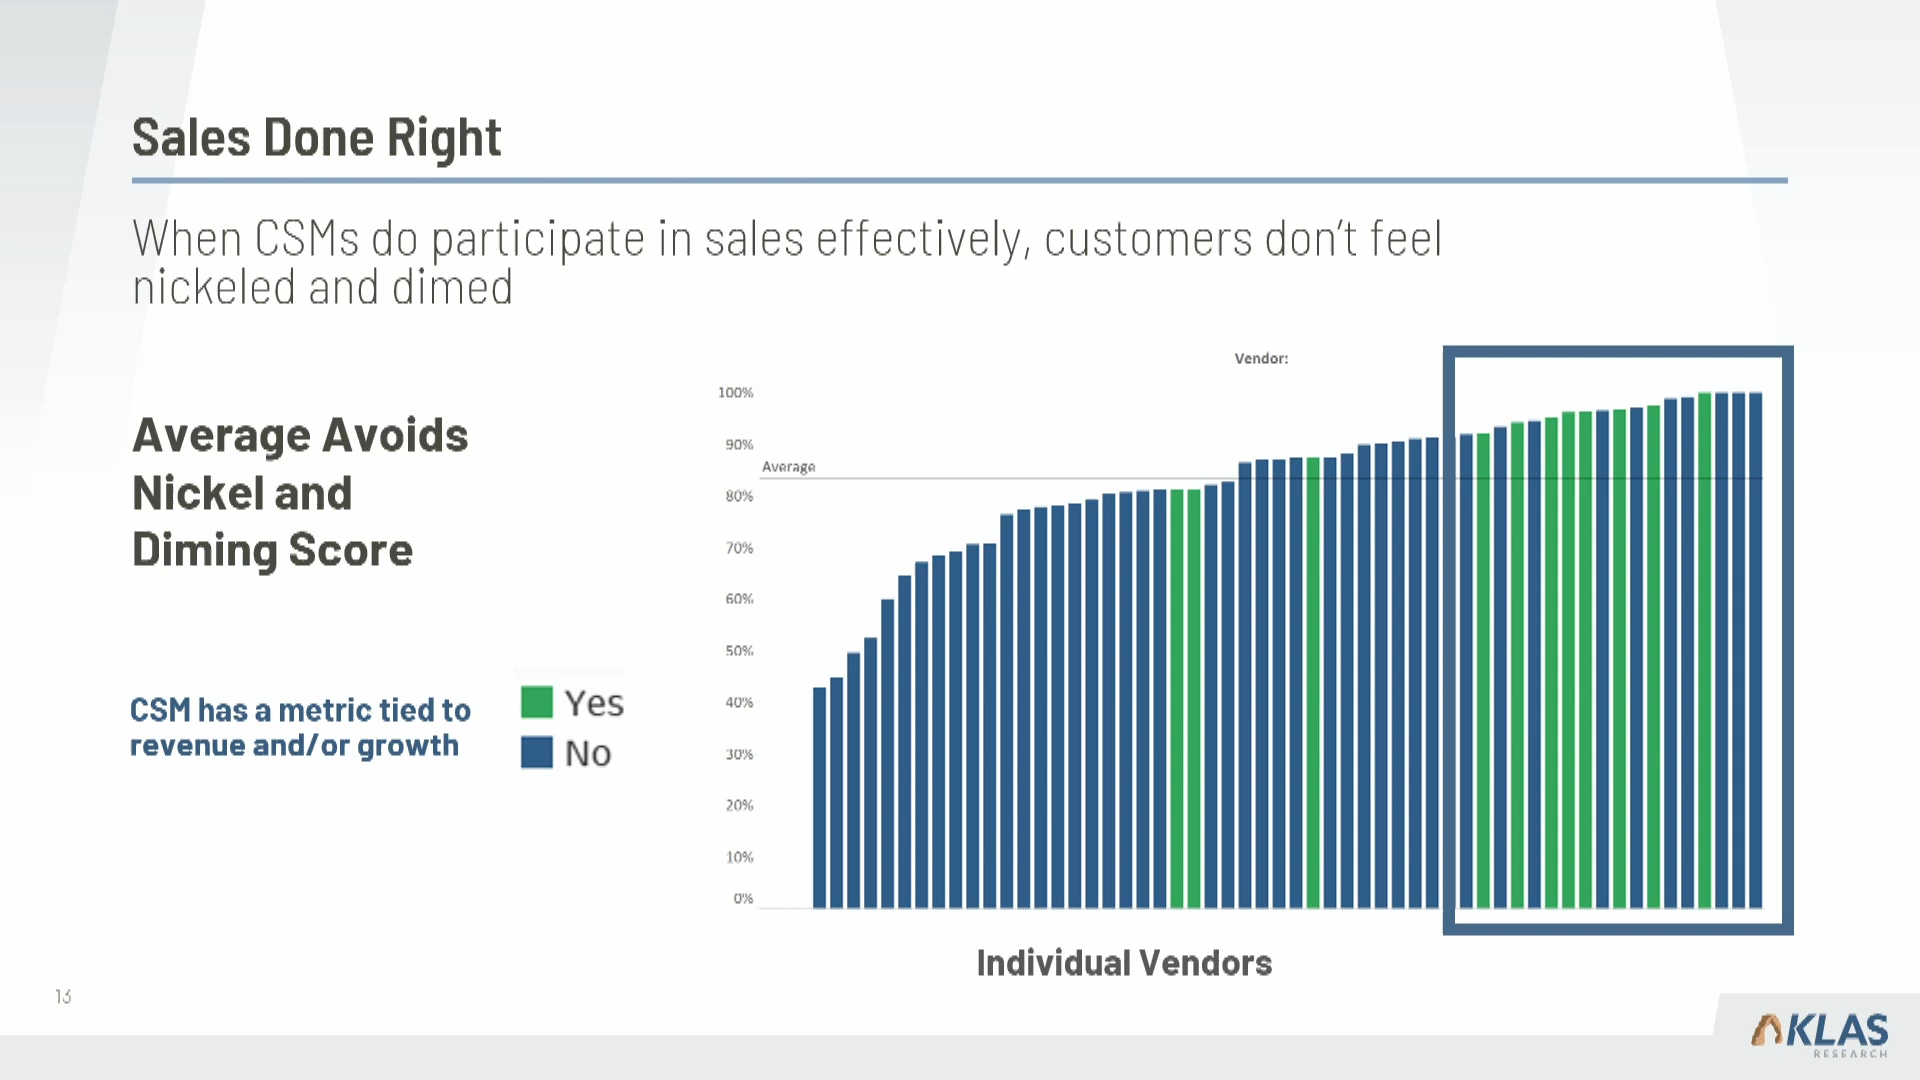 Sales Done Right
When CSMs do participate in sales effectively, customers don't feel
nickeled and dimed
Average Avoids
Nickel and
Diming Score
CSM has a metric tied to
revenue and/or growth
Yes
No
Vendor:
100%
90%
Average
80%
70%
60%
50%
40%
30%
20%
10%
0%
Individual Vendors
13
KLAS
RESEARCH